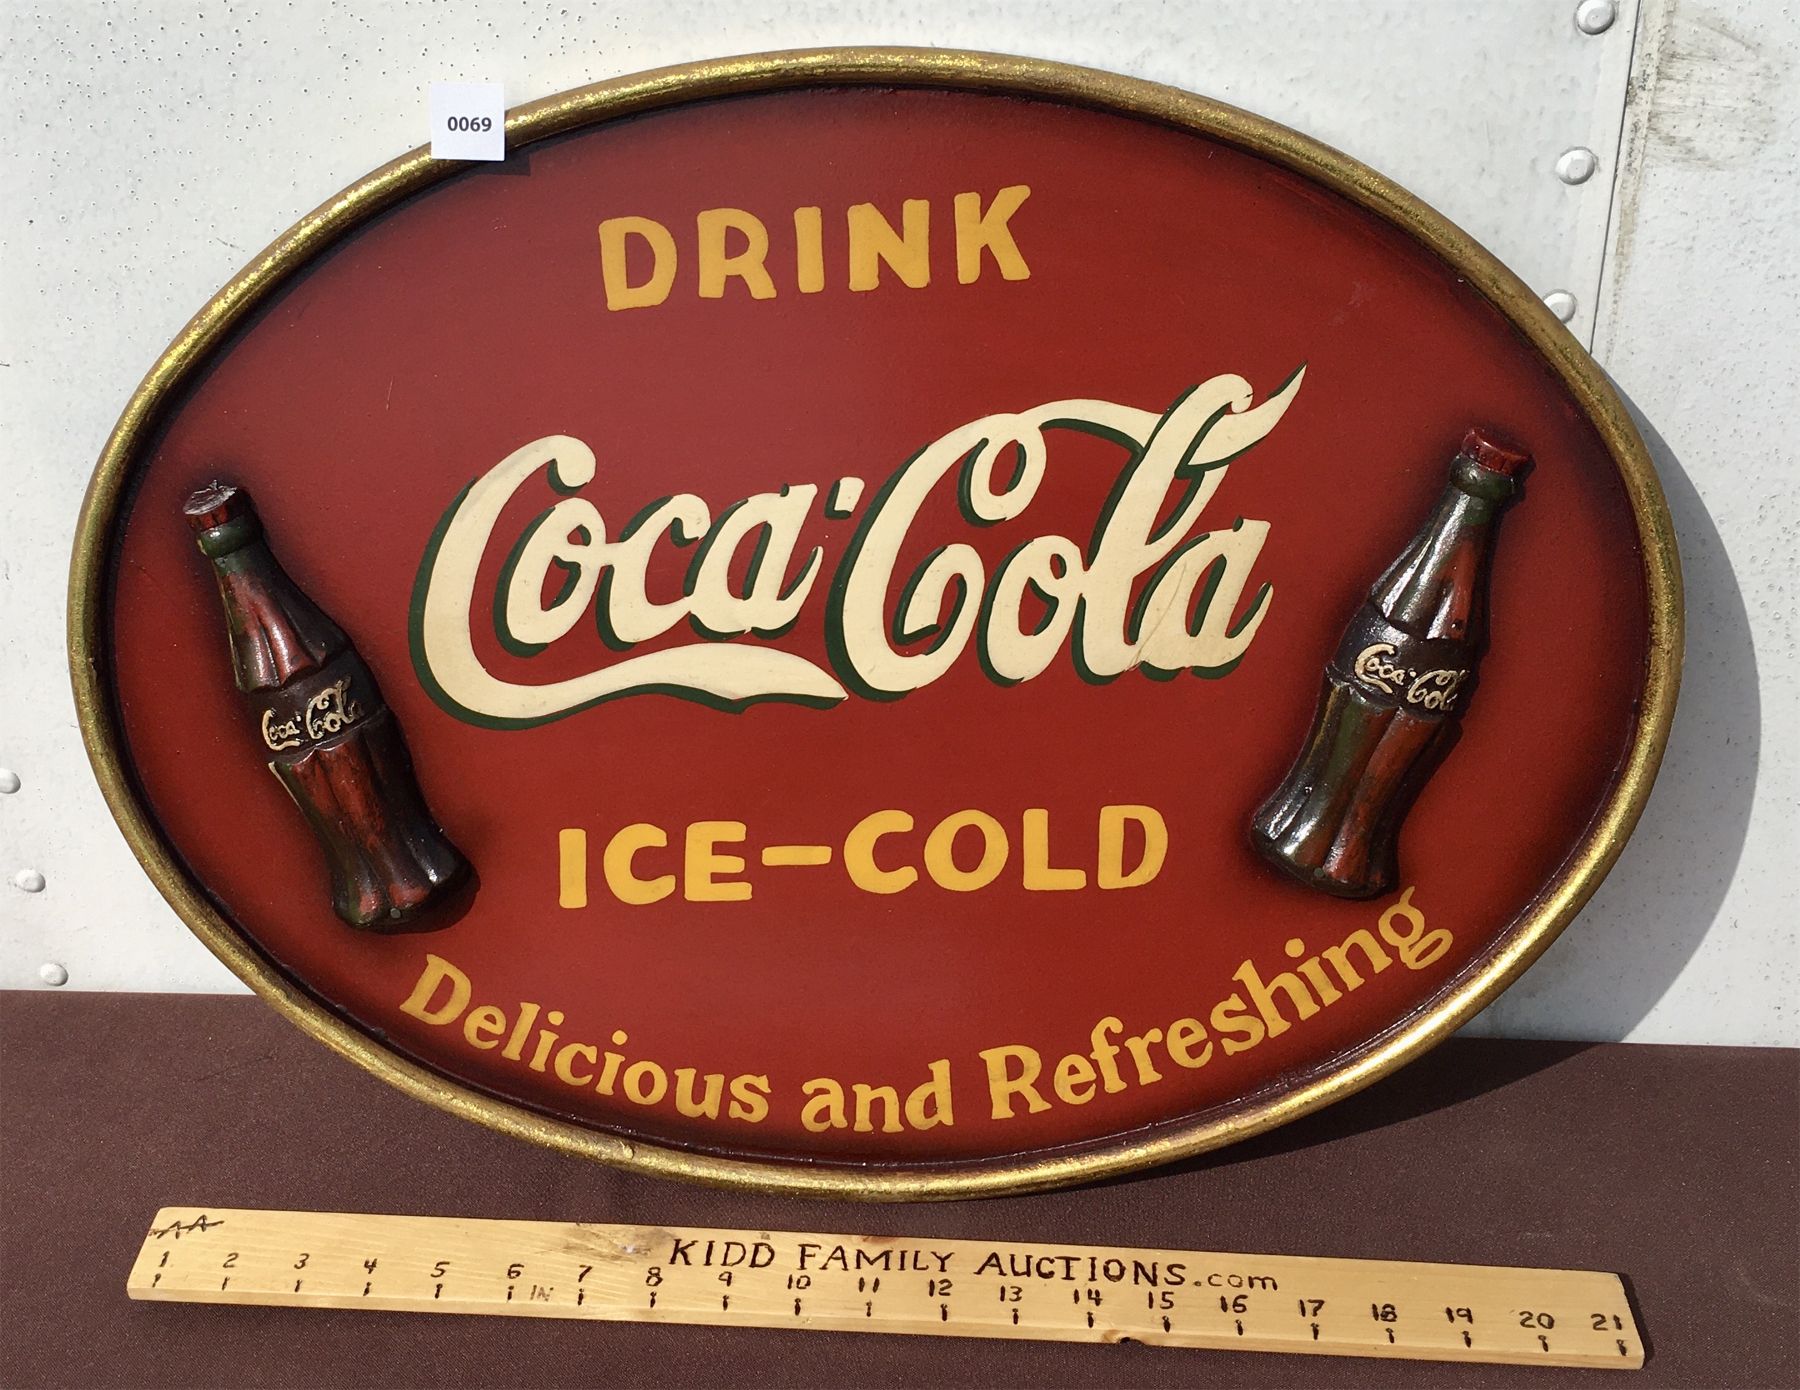 0069
DRINK
Coca-Cola
Coca-Cola
Coca-Cola
ICE-COLD
Delicious and Refreshing
AA
KIDD FAMILY AUCTIONS.com
1 2 3 4 5 6 7 8 9 10 11 12 13 14 15 16 17 18 19 20 21
IN